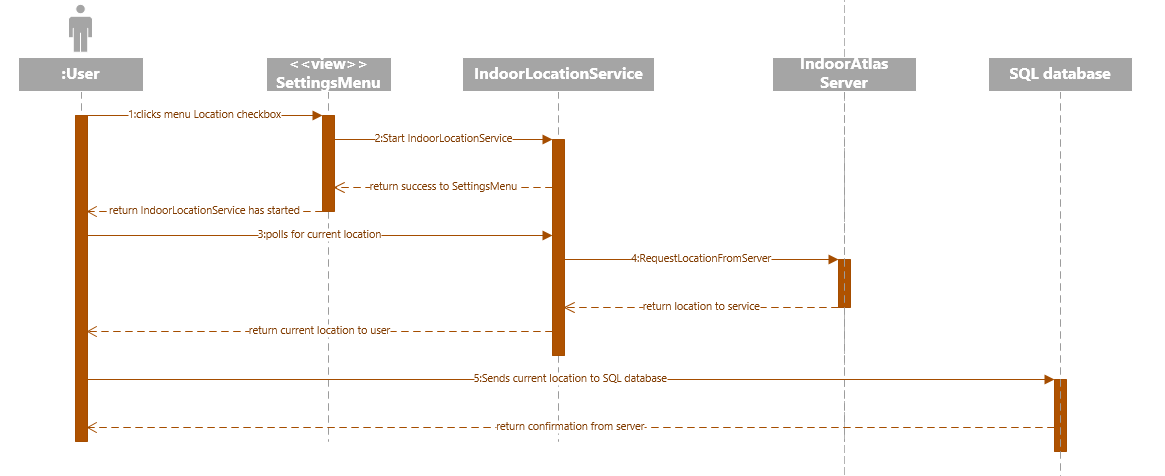 :User
<<view>>
SettingsMenu
IndoorLocationService
IndoorAtlas
Server
SQL database
1:clicks menu Location checkbox
2:Start IndoorLocationService
return success to SettingsMenu
return IndoorLocationService has started
3:polls for current location
4:RequestLocationFromServer
return location to service
return current location to user
5:Sends current location to SQL database
return confirmation from server